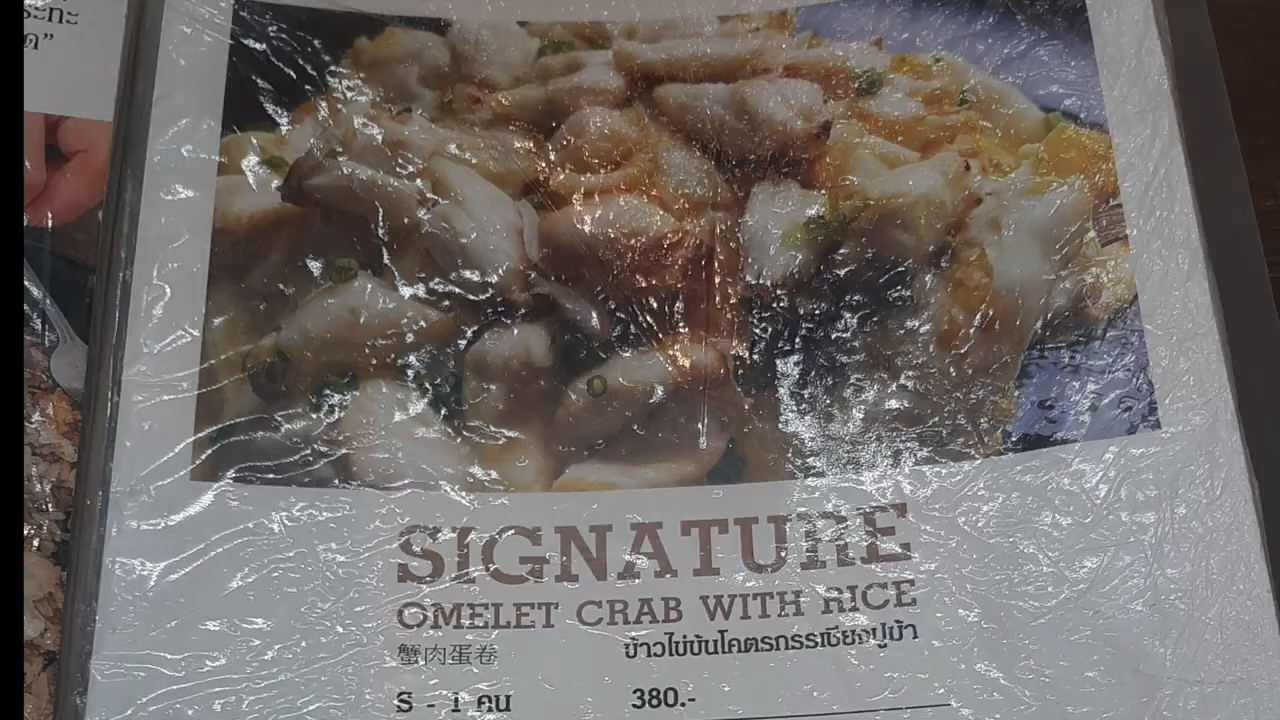 SIGNATURE
OMELET CRAB WITH RICE
蟹肉蛋卷
ข้าวไข่ข้นโคตรกรรเชียงปูม้า
S - 1 คน
380.-